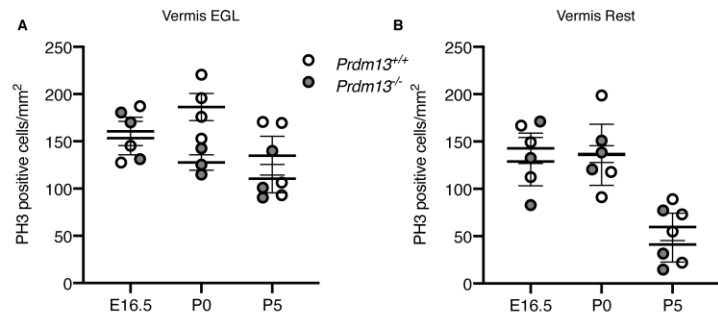 A
Vermis EGL
PH3 positive cells/mm²
250
200
150
100
50
0
E16.5 P0 P5
Prdm13+/+
Prdm13-/-
B
Vermis Rest
PH3 positive cells/mm²
250
200
150
100
50
0
E16.5 P0 P5